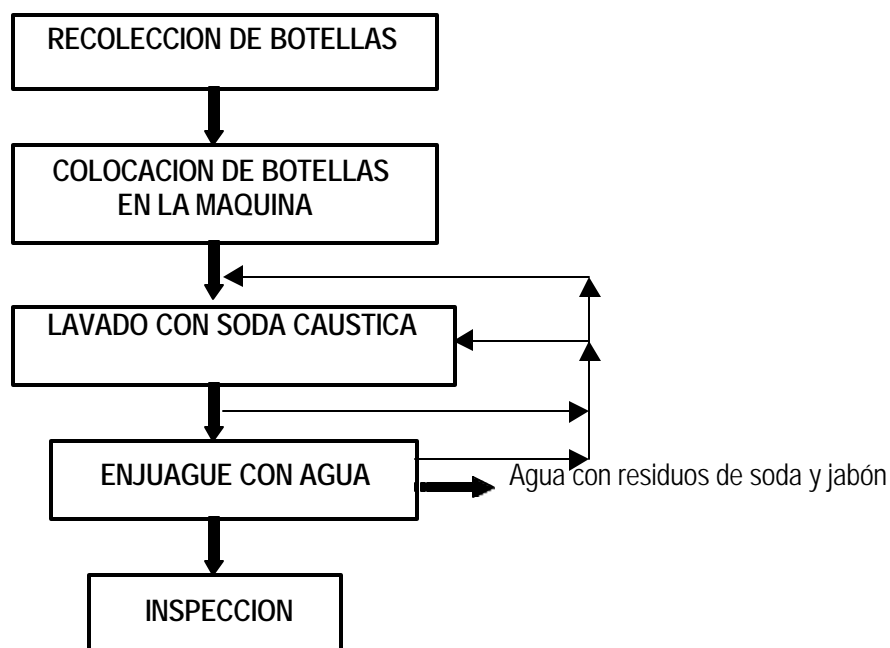 RECOLECCION DE BOTELLAS
COLOCACION DE BOTELLAS
EN LA MAQUINA
LAVADO CON SODA CAUSTICA
ENJUAGUE CON AGUA
Agua con residuos de soda y jabón
INSPECCION